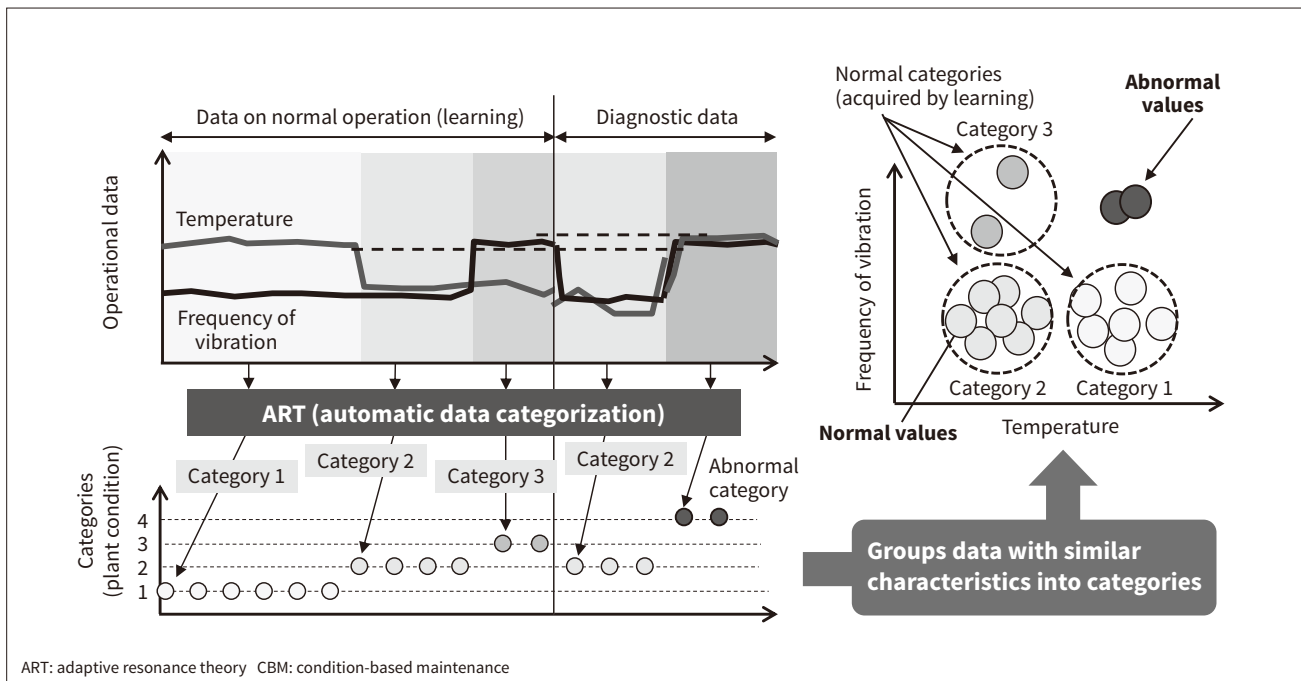 Data on normal operation (learning)
Diagnostic data
Operational data
Temperature
Frequency of
vibration
ART (automatic data categorization)
Category 1
Category 2
Category 3
Category 2
Abnormal
category
Categories
(plant condition)
4
3
2
1
Normal categories
(acquired by learning)
Category 3
Abnormal
values
Frequency of vibration
Category 2
Category 1
Normal values
Temperature
Groups data with similar
characteristics into categories
ART: adaptive resonance theory CBM: condition-based maintenance